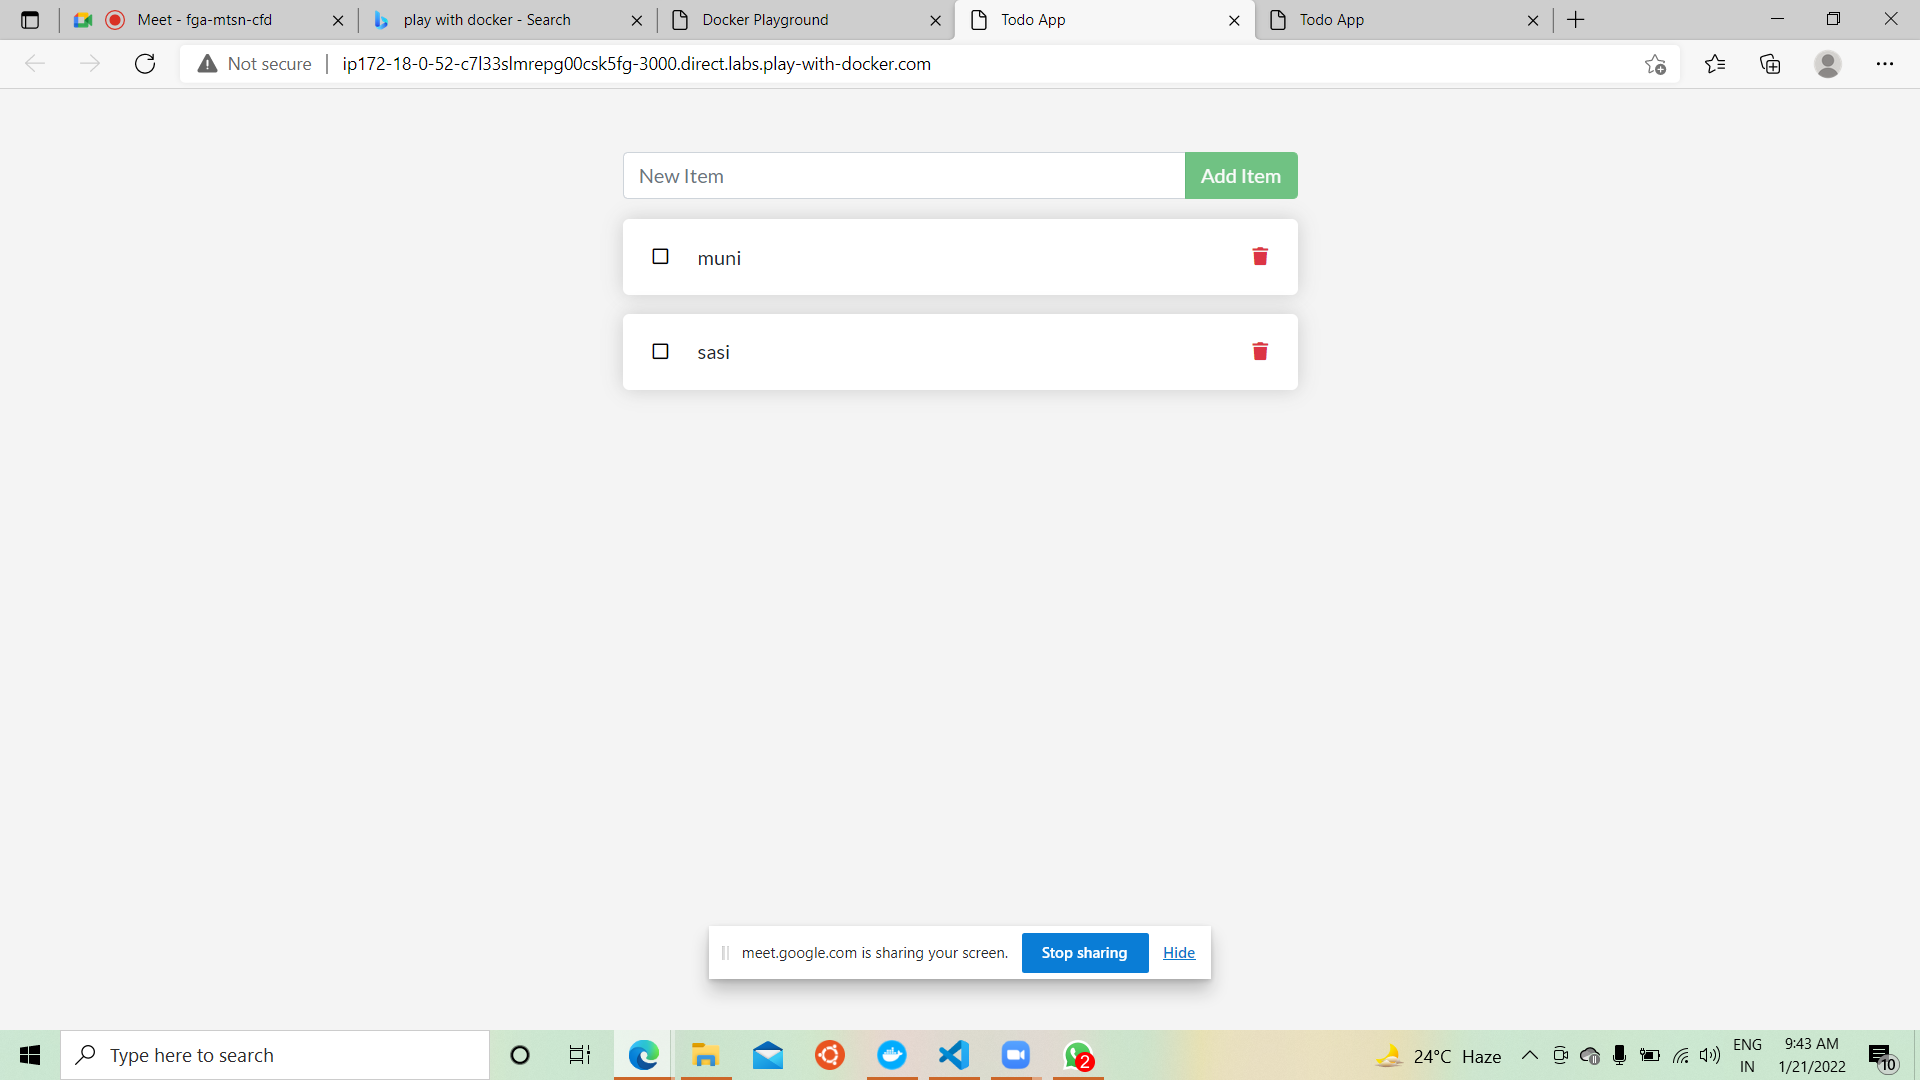 Meet - fga-mtsn-cfd
play with docker - Search
Docker Playground
Todo App
Todo App
Not secure
ip172-18-0-52-c7l33slmrepg00csk5fg-3000.direct.labs.play-with-docker.com
New Item
Add Item
muni
sasi
meet.google.com is sharing your screen.
Stop sharing
Hide
Type here to search
2
24°C Haze
ENG
IN
9:43 AM
1/21/2022
10